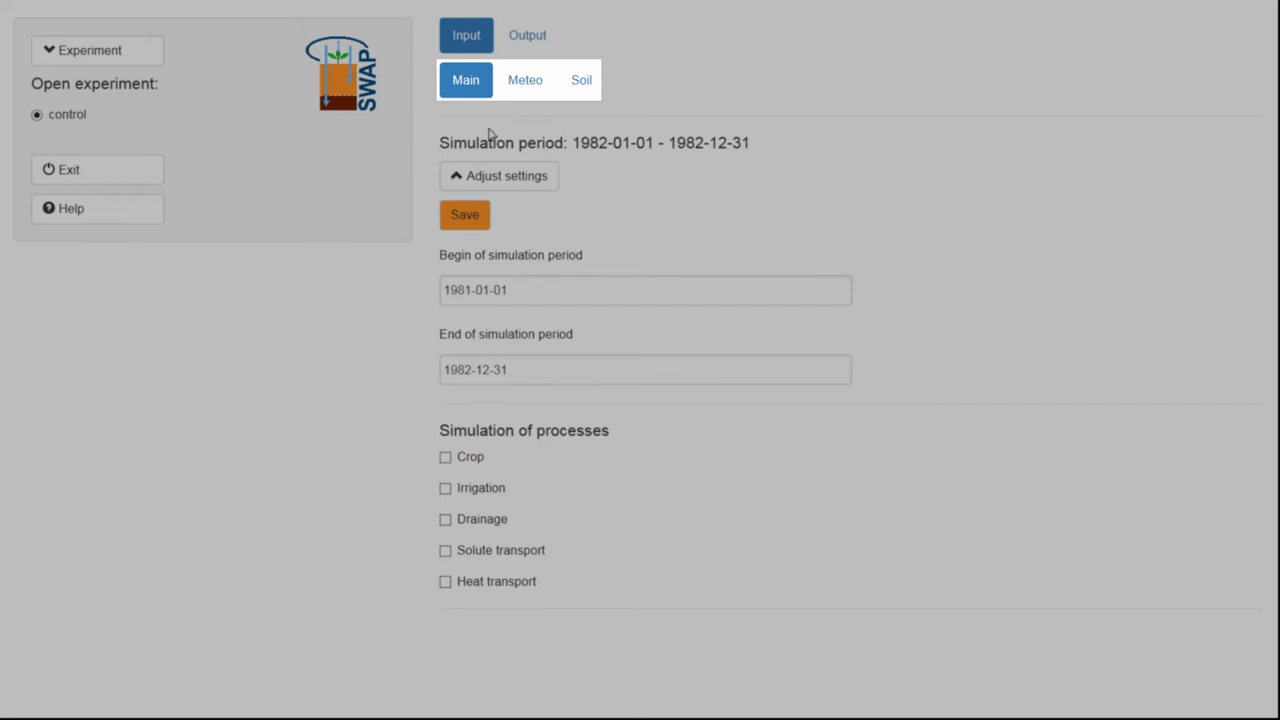 Experiment
Open experiment:
control
Exit
Help
SWAP
Input Output
Main Meteo Soil
Simulation period: 1982-01-01 - 1982-12-31
Adjust settings
Save
Begin of simulation period
1981-01-01
End of simulation period
1982-12-31
Simulation of processes
Crop
Irrigation
Drainage
Solute transport
Heat transport